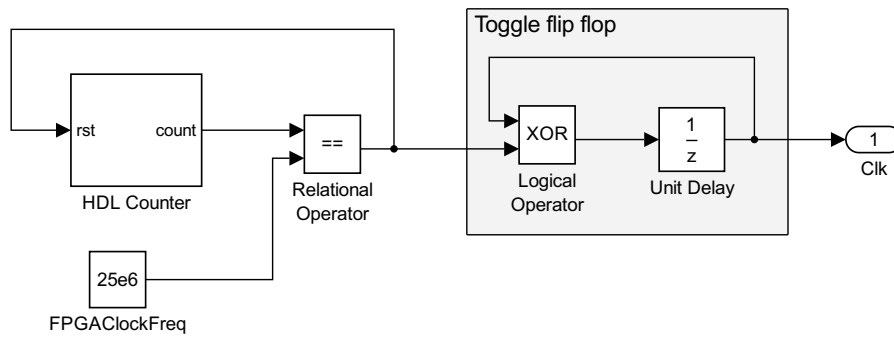 Toggle flip flop
rst
count
==
XOR
1
z
1
HDL Counter
Relational
Operator
Logical
Operator
Unit Delay
Clk
25e6
FPGAClockFreq